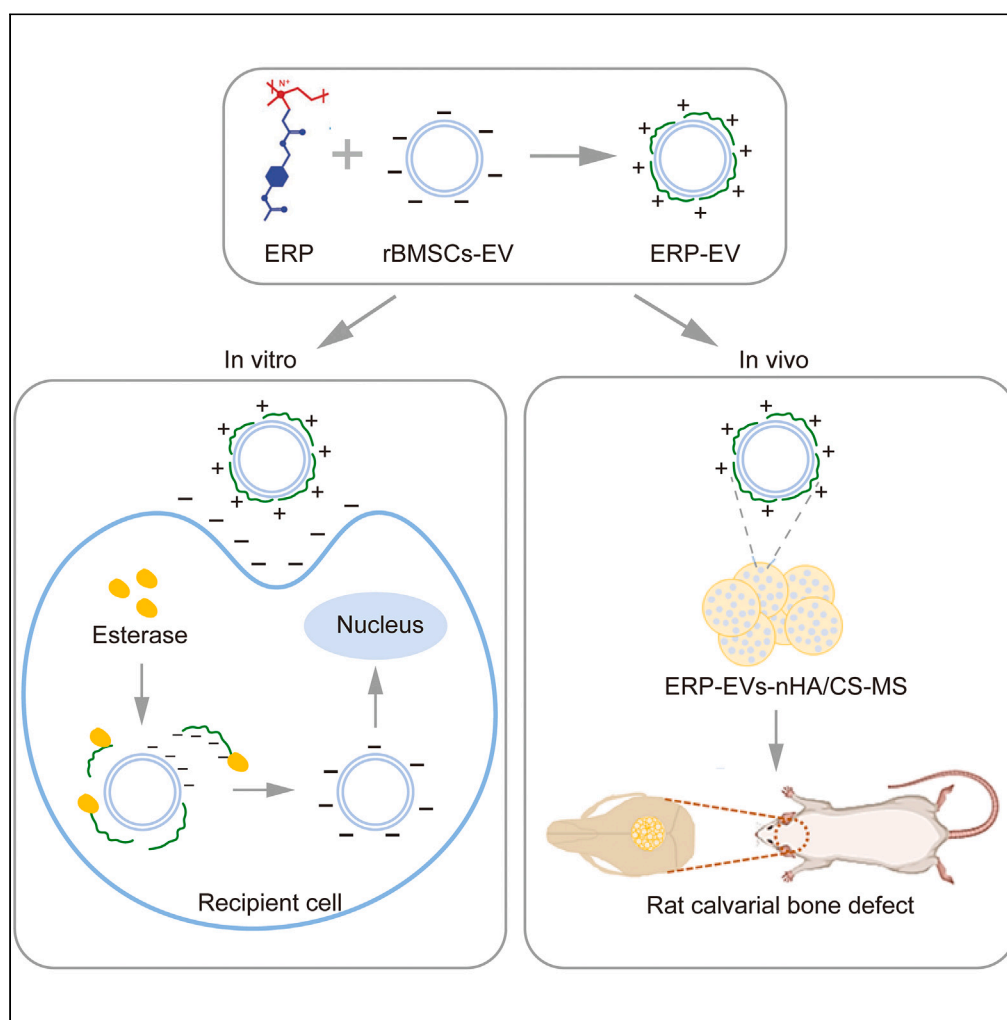 N⁺
ERP
rBMSCs-EV
ERP-EV
In vitro
In vivo
Esterase
Nucleus
Recipient cell
ERP-EVs-nHA/CS-MS
Rat calvarial bone defect